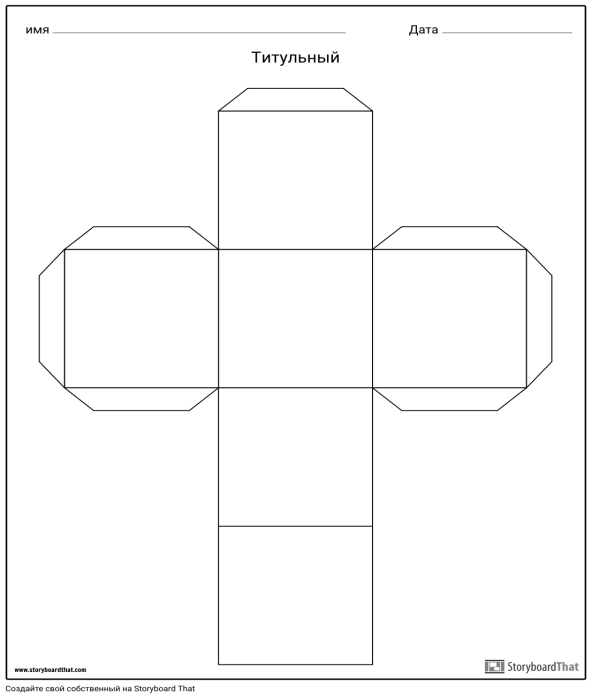 имя Дата
Титульный
www.storyboardthat.com StoryboardThat
Создайте свой собственный на Storyboard That